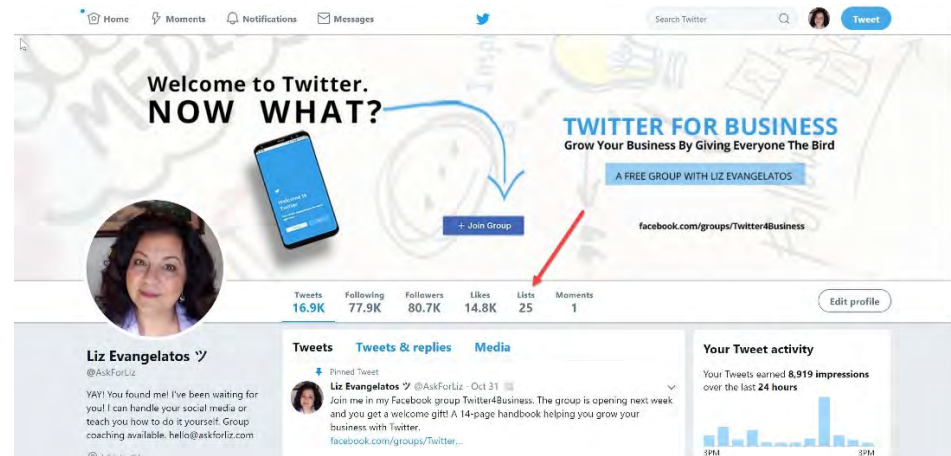 Home Moments Notifications Messages Search Twitter Tweet
Welcome to Twitter.
NOW WHAT?
TWITTER FOR BUSINESS
Grow Your Business By Giving Everyone The Bird
A FREE GROUP WITH LIZ EVANGELATOS
Welcome to
Twitter
+ Join Group
facebook.com/groups/Twitter4Business
Tweets Following Followers Likes Lists Moments
16.9K 77.9K 80.7K 14.8K 25 1
Edit profile
Liz Evangelatos ツ
@AskForLiz
YAY! You found me! I've been waiting for
you! I can handle your social media or
teach you how to do it yourself. Group
coaching available. hello@askforliz.com
Tweets Tweets & replies Media
Pinned Tweet
Liz Evangelatos ツ @AskForLiz · Oct 31
Join me in my Facebook group Twitter4Business. The group is opening next week
and you get a welcome gift! A 14-page handbook helping you grow your
business with Twitter.
facebook.com/groups/Twitter...
Your Tweet activity
Your Tweets earned 8,919 impressions
over the last 24 hours
3PM 3PM